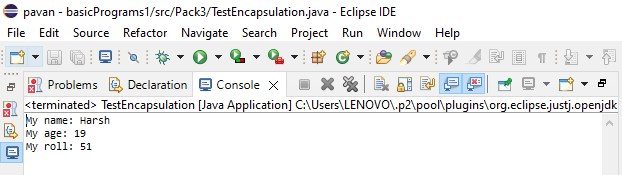 pavan - basicPrograms1/src/Pack3/TestEncapsulation.java - Eclipse IDE
File Edit Source Refactor Navigate Search Project Run Window Help
Problems Declaration Console
<terminated> TestEncapsulation [Java Application] C:\Users\LENOVO\.p2\pool\plugins\org.eclipse.justj.openjdk
My name: Harsh
My age: 19
My roll: 51